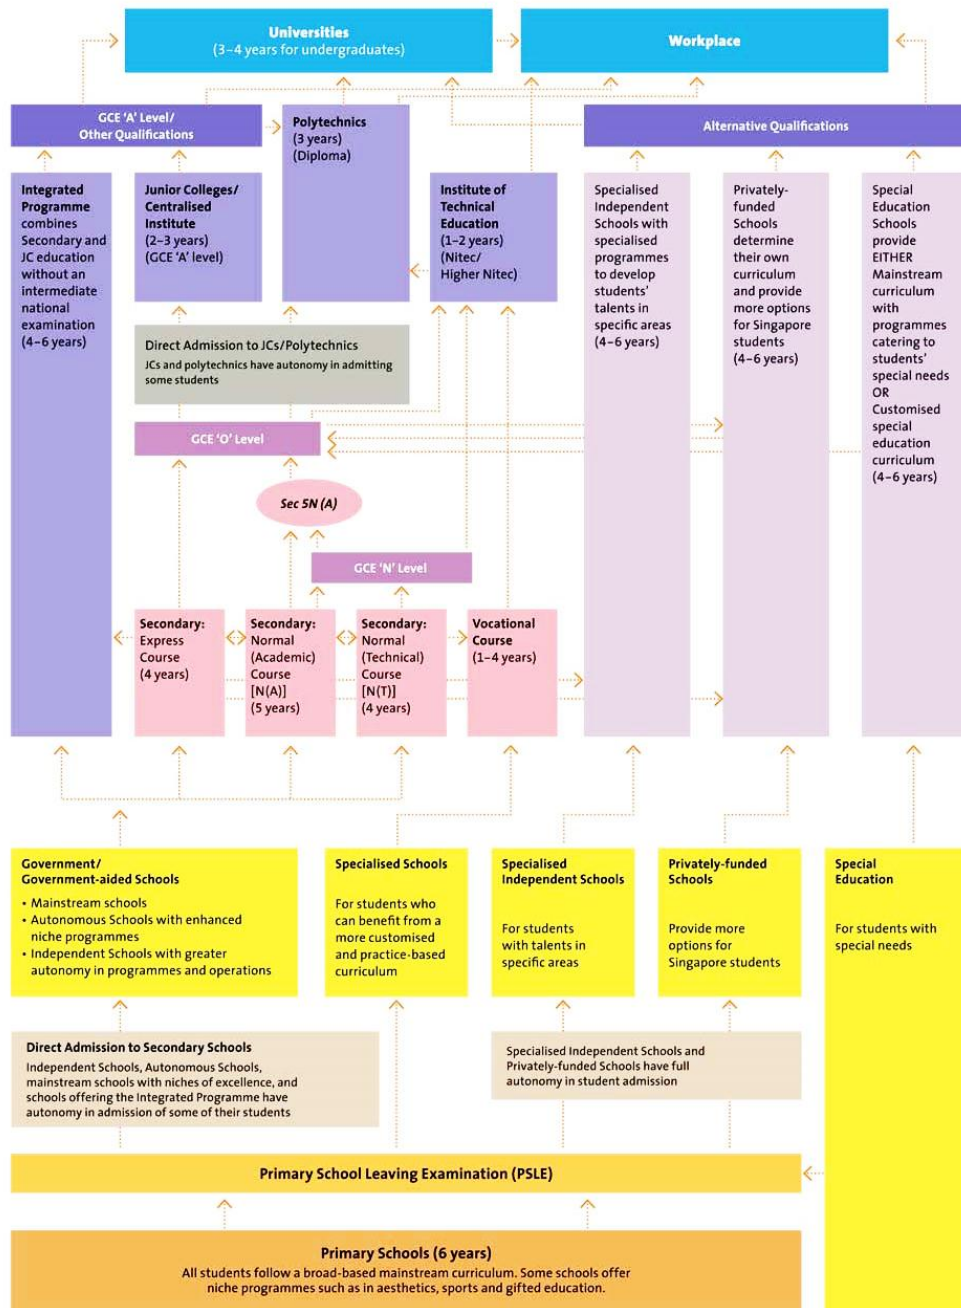 Universities
(3–4 years for undergraduates)
Workplace
GCE ‘A’ Level/
Other Qualifications
Polytechnics
(3 years)
(Diploma)
Alternative Qualifications
Integrated
Programme
combines
Secondary and
JC education
without an
intermediate
national
examination
(4–6 years)
Junior Colleges/
Centralised
Institute
(2–3 years)
(GCE ‘A’ level)
Institute of
Technical
Education
(1–2 years)
(Nitec/
Higher Nitec)
Specialised
Independent
Schools with
specialised
programmes
to develop
students’
talents in
specific areas
(4–6 years)
Privately-
funded
Schools
determine
their own
curriculum
and provide
more options
for Singapore
students
(4–6 years)
Special
Education
Schools
provide
EITHER
Mainstream
curriculum
with
programmes
catering to
students’
special needs
OR
Customised
special
education
curriculum
(4–6 years)
Direct Admission to JCs/Polytechnics
JCs and polytechnics have autonomy in admitting
some students
GCE ‘O’ Level
Sec 5N (A)
GCE ‘N’ Level
Secondary:
Express
Course
(4 years)
Secondary:
Normal
(Academic)
Course
[N(A)]
(5 years)
Secondary:
Normal
(Technical)
Course
[N(T)]
(4 years)
Vocational
Course
(1–4 years)
Government/
Government-aided Schools
• Mainstream schools
• Autonomous Schools with enhanced
niche programmes
• Independent Schools with greater
autonomy in programmes and operations
Specialised Schools
For students who
can benefit from a
more customised
and practice-based
curriculum
Specialised
Independent Schools
For students
with talents in
specific areas
Privately-funded
Schools
Provide more
options for
Singapore students
Special
Education
For students with
special needs
Direct Admission to Secondary Schools
Independent Schools, Autonomous Schools,
mainstream schools with niches of excellence, and
schools offering the Integrated Programme have
autonomy in admission of some of their students
Specialised Independent Schools and
Privately-funded Schools have full
autonomy in student admission
Primary School Leaving Examination (PSLE)
Primary Schools (6 years)
All students follow a broad-based mainstream curriculum. Some schools offer
niche programmes such as in aesthetics, sports and gifted education.